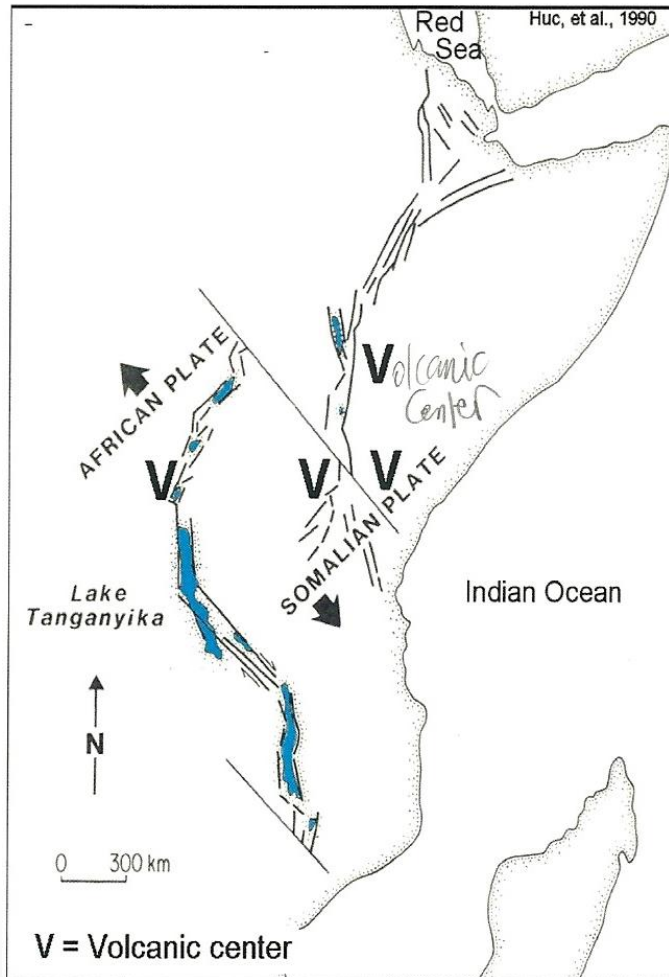 Red
Sea
Huc, et al., 1990
V
olcanic
Center
AFRICAN PLATE
V
V
V
SOMALIAN PLATE
Lake
Tanganyika
Indian Ocean
N
0 300 km
V = Volcanic center